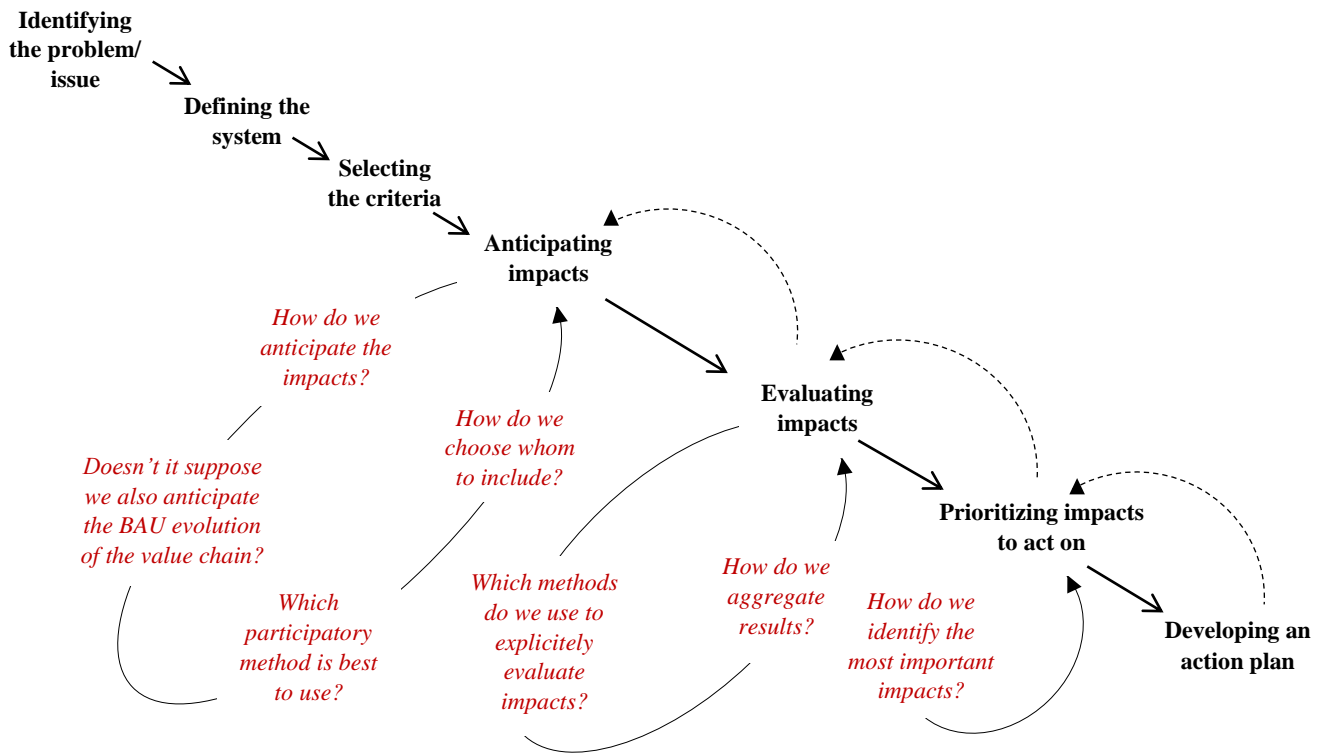 Identifying
the problem/
issue
Defining the
system
Selecting
the criteria
Anticipating
impacts
How do we
anticipate the
impacts?
Doesn't it suppose
we also anticipate
the BAU evolution
of the value chain?
Which
participatory
method is best
to use?
How do we
choose whom
to include?
Evaluating
impacts
Which methods
do we use to
explicitely
evaluate
impacts?
How do we
aggregate
results?
Prioritizing impacts
to act on
How do we
identify the
most important
impacts?
Developing an
action plan